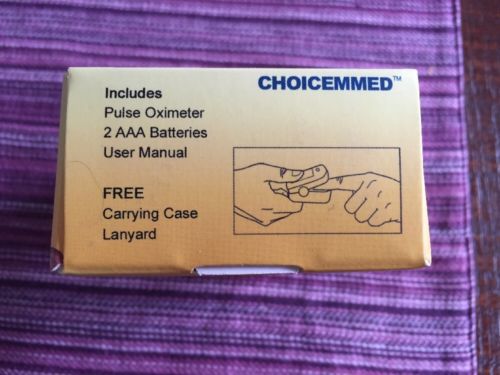 CHOICEMMED™
Includes
Pulse Oximeter
2 AAA Batteries
User Manual
FREE
Carrying Case
Lanyard